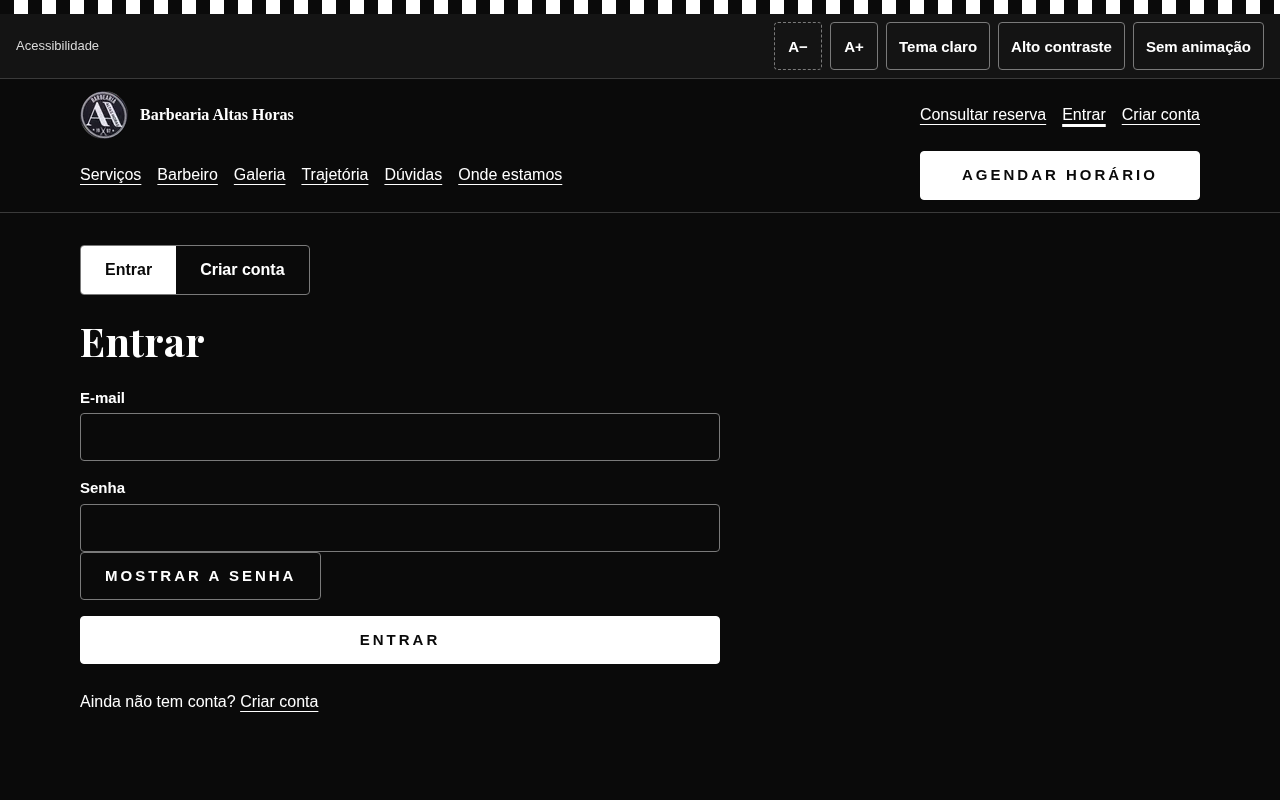 Acessibilidade
A−
A+
Tema claro
Alto contraste
Sem animação
Barbearia Altas Horas
Consultar reserva
Entrar
Criar conta
Serviços
Barbeiro
Galeria
Trajetória
Dúvidas
Onde estamos
AGENDAR HORÁRIO
Entrar
Criar conta
Entrar
E-mail
Senha
MOSTRAR A SENHA
ENTRAR
Ainda não tem conta? Criar conta